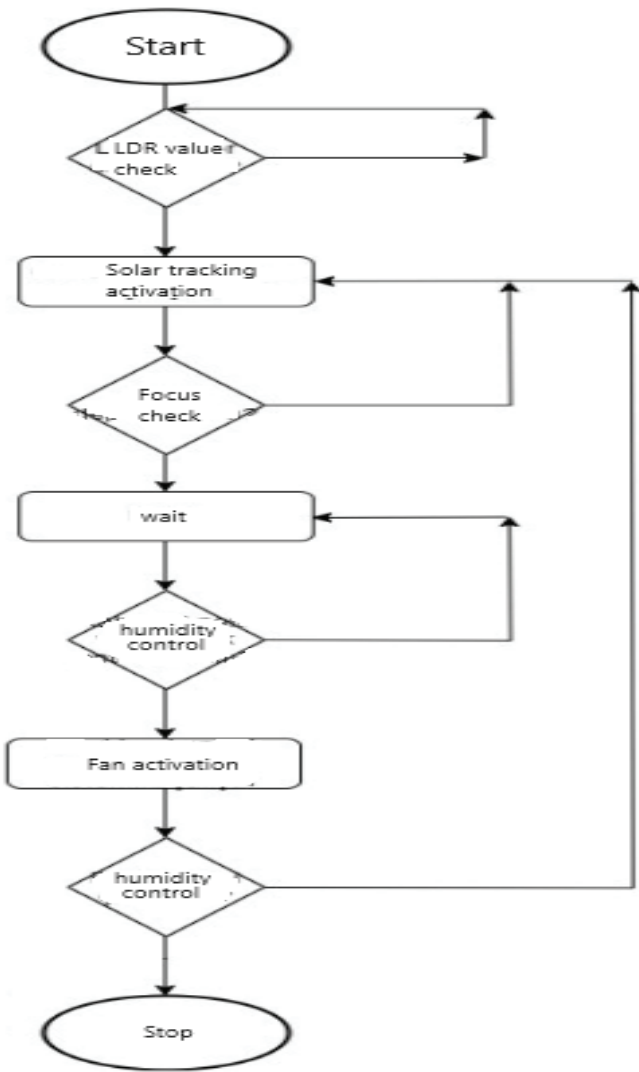 Start
LDR value
check
Solar tracking
activation
Focus
check
wait
humidity
control
Fan activation
humidity
control
Stop